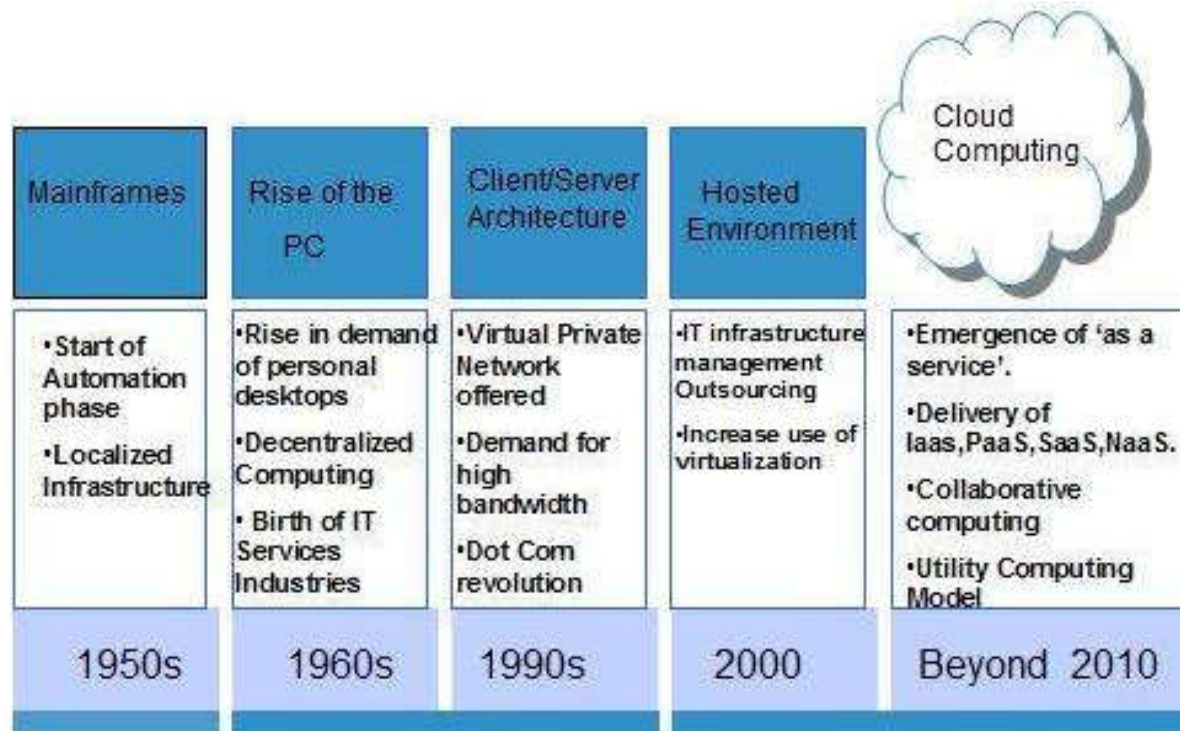 Mainframes
•Start of
Automation
phase
•Localized
Infrastructure
1950s
Rise of the
PC
•Rise in demand
of personal
desktops
•Decentralized
Computing
• Birth of IT
Services
Industries
1960s
Client/Server
Architecture
•Virtual Private
Network
offered
•Demand for
high
bandwidth
•Dot Com
revolution
1990s
Hosted
Environment
•IT infrastructure
management
Outsourcing
•Increase use of
virtualization
2000
Cloud
Computing
•Emergence of ‘as a
service’.
•Delivery of
Iaas,PaaS,SaaS,NaaS.
•Collaborative
computing
•Utility Computing
Model
Beyond 2010